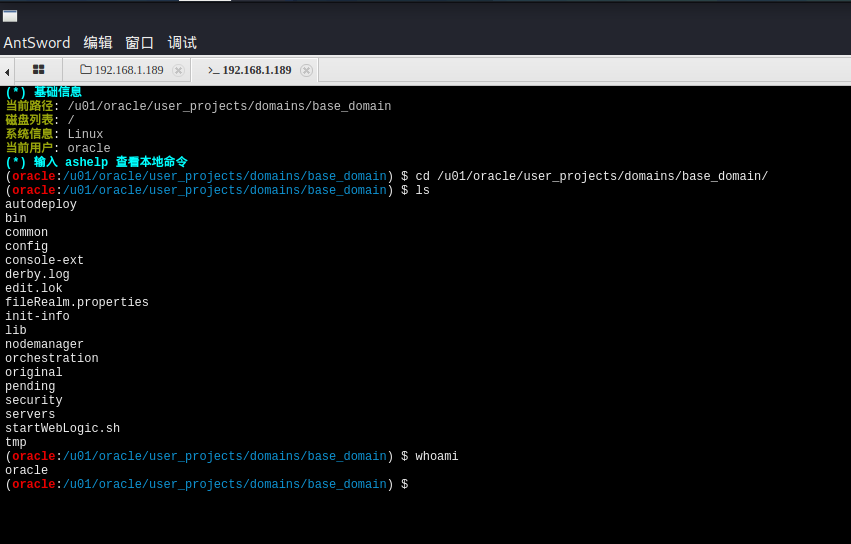 AntSword 编辑 窗口 调试
192.168.1.189 >_ 192.168.1.189
(*) 基础信息
当前路径: /u01/oracle/user_projects/domains/base_domain
磁盘列表: /
系统信息: Linux
当前用户: oracle
(*) 输入 ashelp 查看本地命令
(oracle:/u01/oracle/user_projects/domains/base_domain) $ cd /u01/oracle/user_projects/domains/base_domain/
(oracle:/u01/oracle/user_projects/domains/base_domain) $ ls
autodeploy
bin
common
config
console-ext
derby.log
edit.lok
fileRealm.properties
init-info
lib
nodemanager
orchestration
original
pending
security
servers
startWebLogic.sh
tmp
(oracle:/u01/oracle/user_projects/domains/base_domain) $ whoami
oracle
(oracle:/u01/oracle/user_projects/domains/base_domain) $